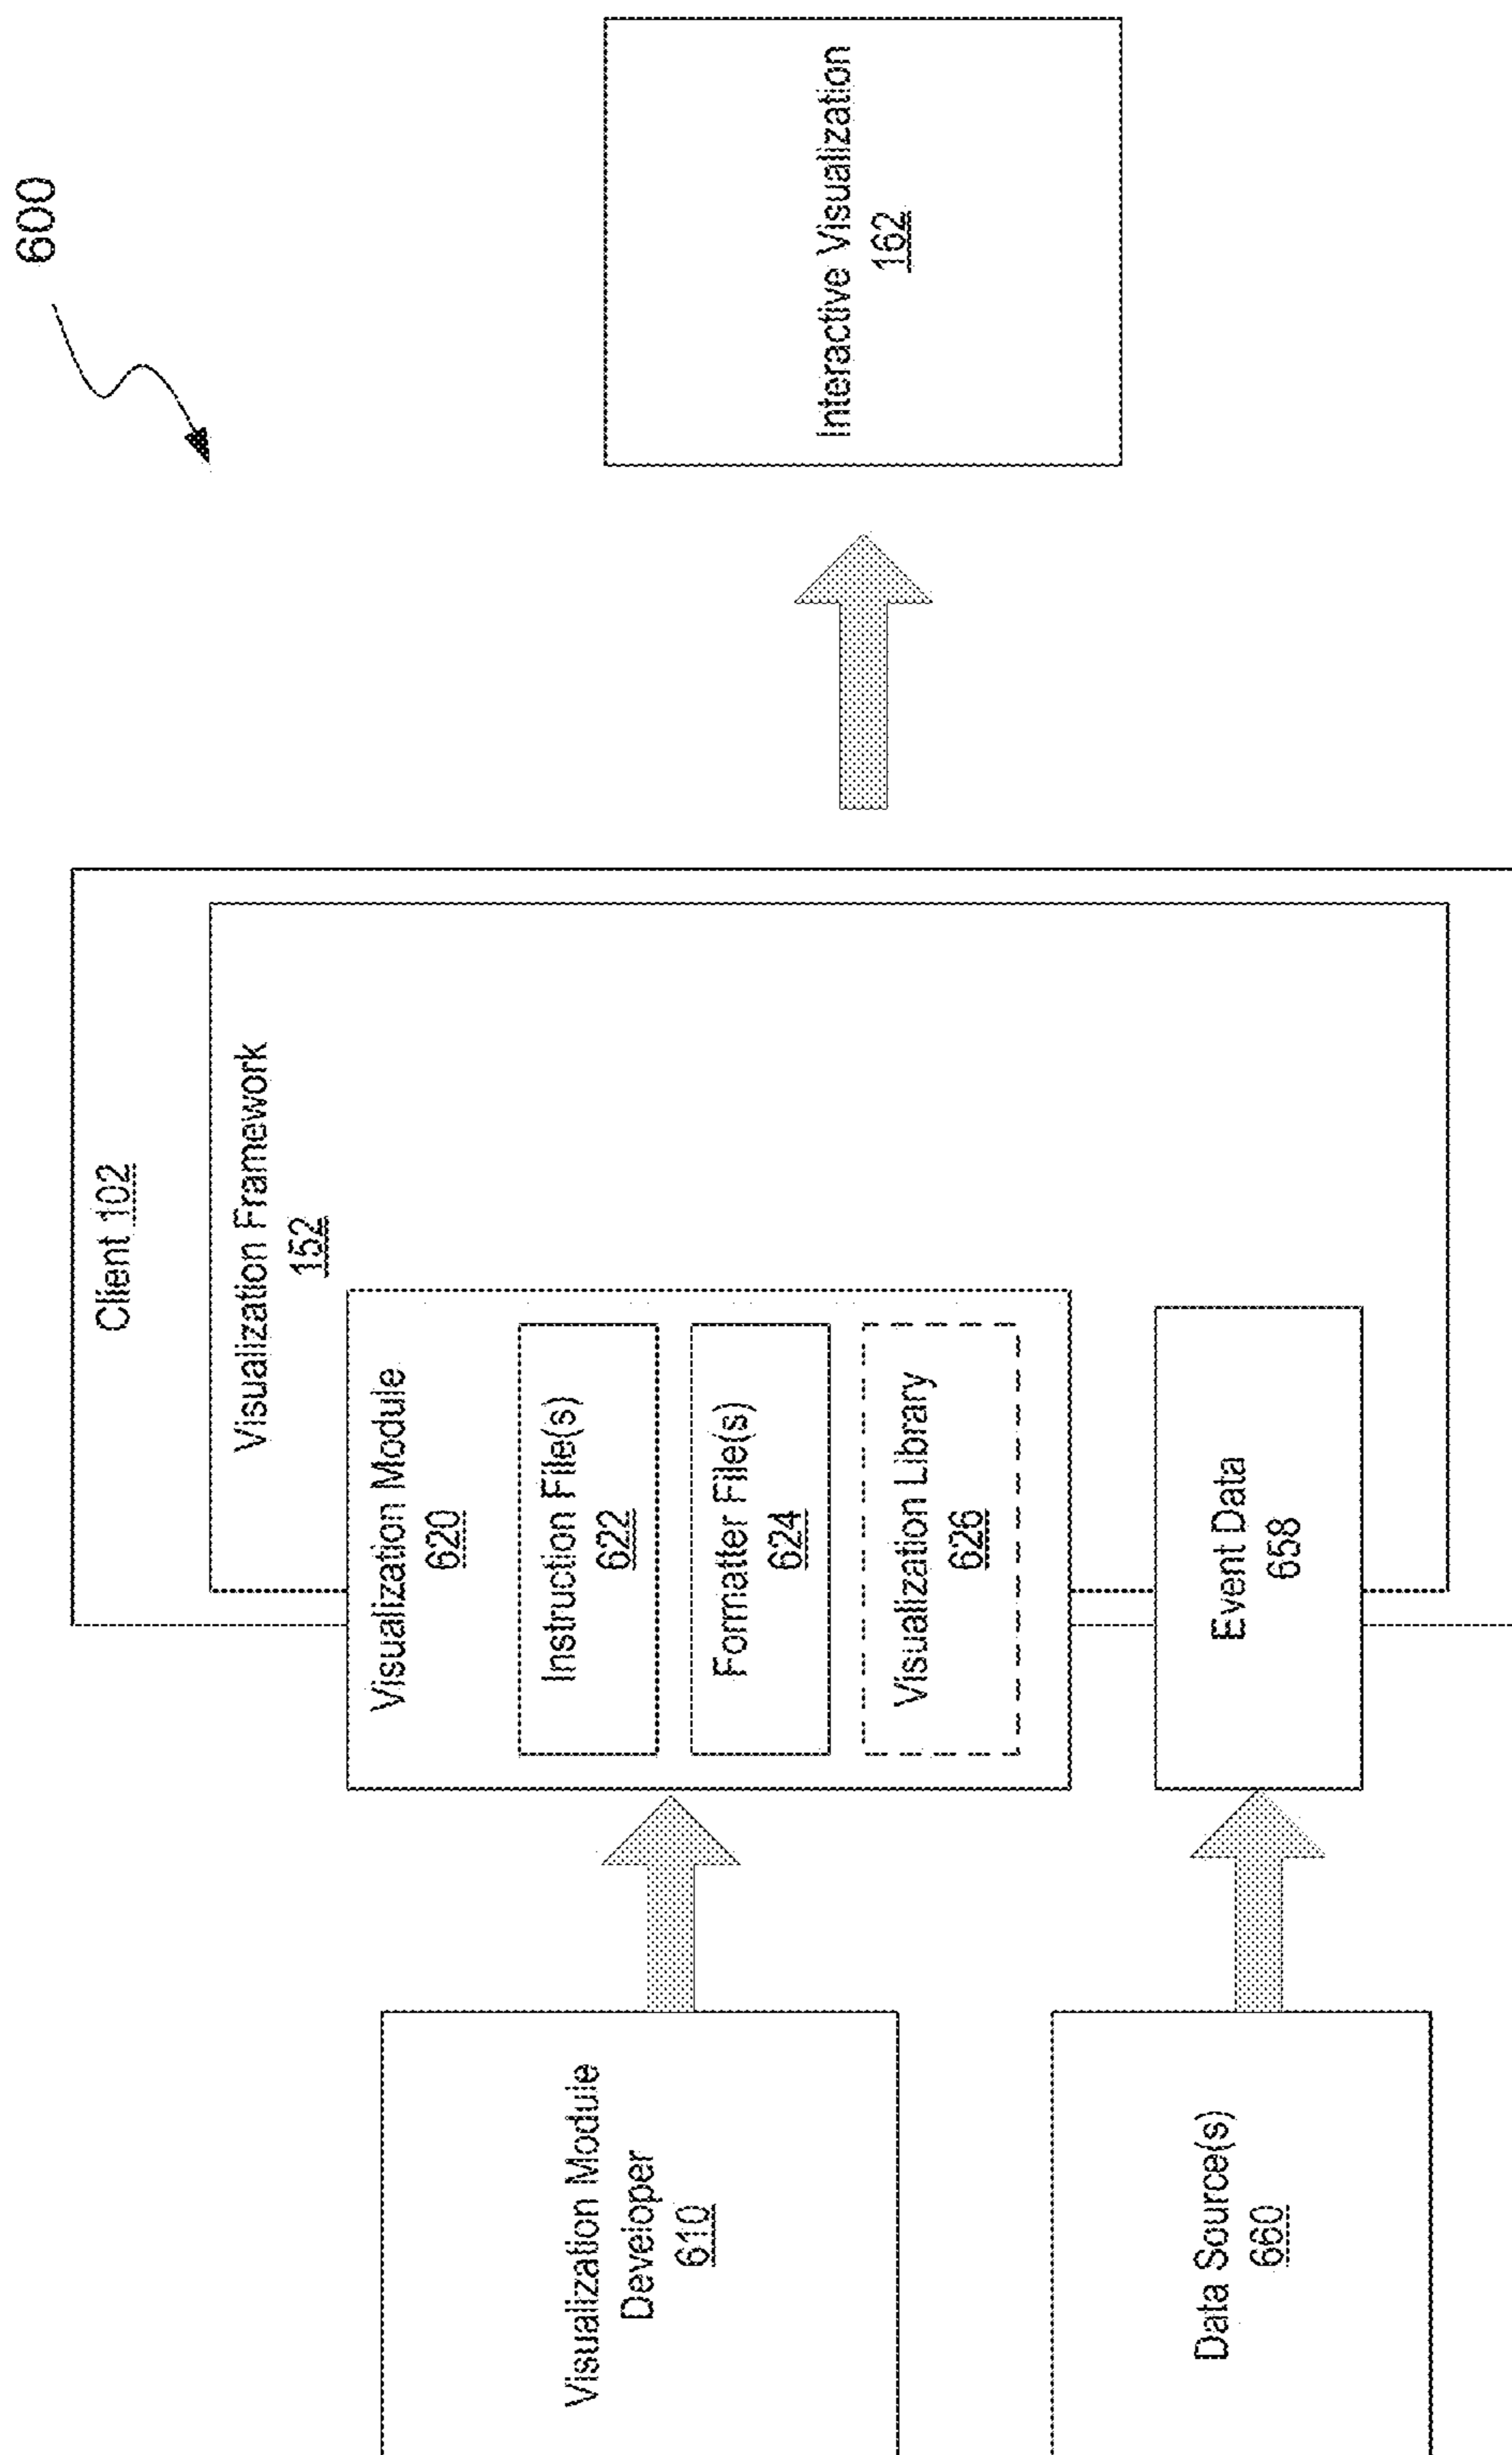 600
Client 102
Visualization Framework
152
Visualization Module
Developer
610
Visualization Module
620
Instruction File(s)
622
Formatter File(s)
624
Visualization Library
626
Interactive Visualization
162
Data Source(s)
660
Event Data
658